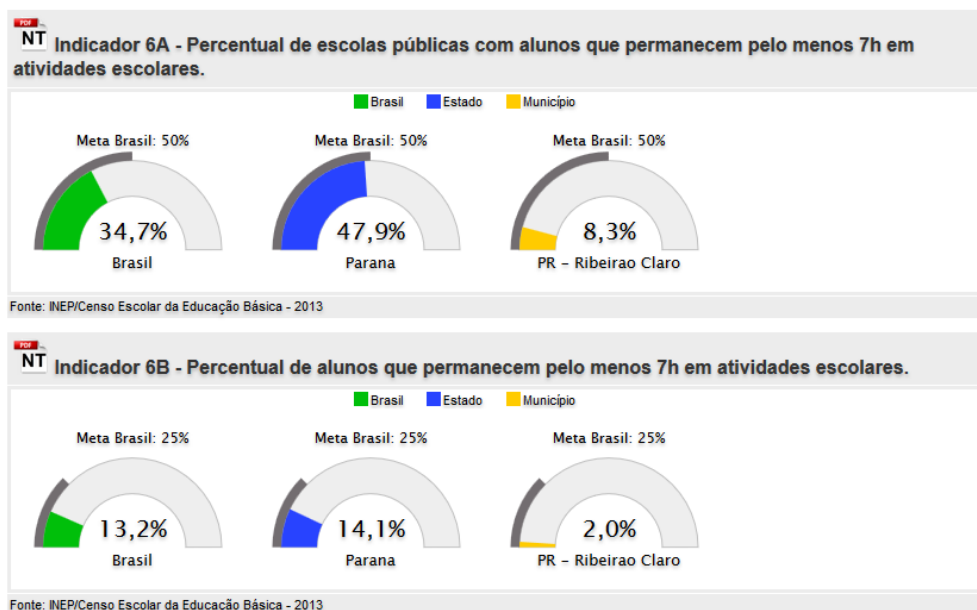 PDF
NT
Indicador 6A - Percentual de escolas públicas com alunos que permanecem pelo menos 7h em
atividades escolares.
Brasil Estado Município
Meta Brasil: 50% Meta Brasil: 50% Meta Brasil: 50%
34,7% 47,9% 8,3%
Brasil Parana PR – Ribeirao Claro
Fonte: INEP/Censo Escolar da Educação Básica - 2013
PDF
NT
Indicador 6B - Percentual de alunos que permanecem pelo menos 7h em atividades escolares.
Brasil Estado Município
Meta Brasil: 25% Meta Brasil: 25% Meta Brasil: 25%
13,2% 14,1% 2,0%
Brasil Parana PR – Ribeirao Claro
Fonte: INEP/Censo Escolar da Educação Básica - 2013